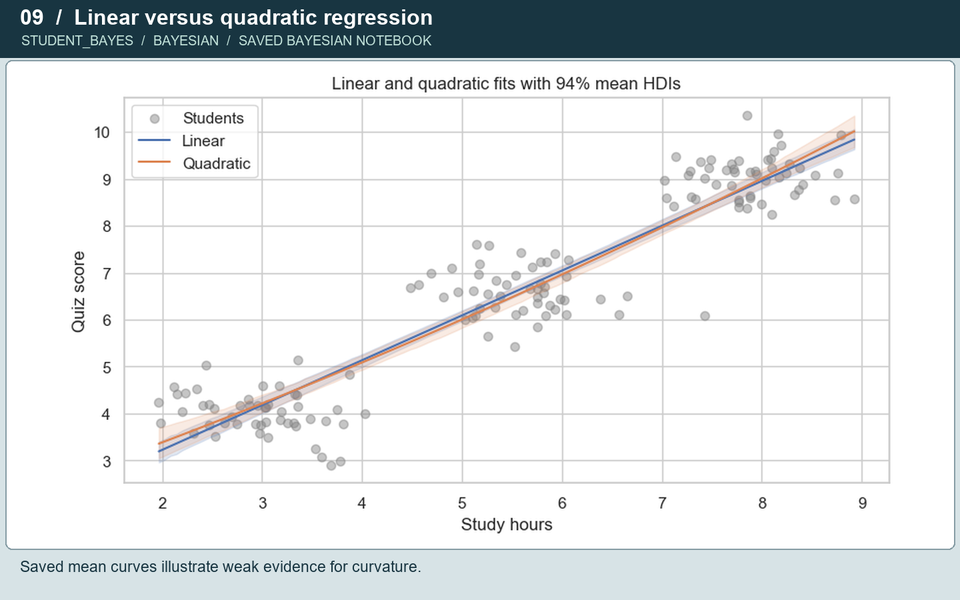 09 / Linear versus quadratic regression
STUDENT_BAYES / BAYESIAN / SAVED BAYESIAN NOTEBOOK
Linear and quadratic fits with 94% mean HDIs
Students
Linear
Quadratic
Quiz score
10
9
8
7
6
5
4
3
2 3 4 5 6 7 8 9
Study hours
Saved mean curves illustrate weak evidence for curvature.